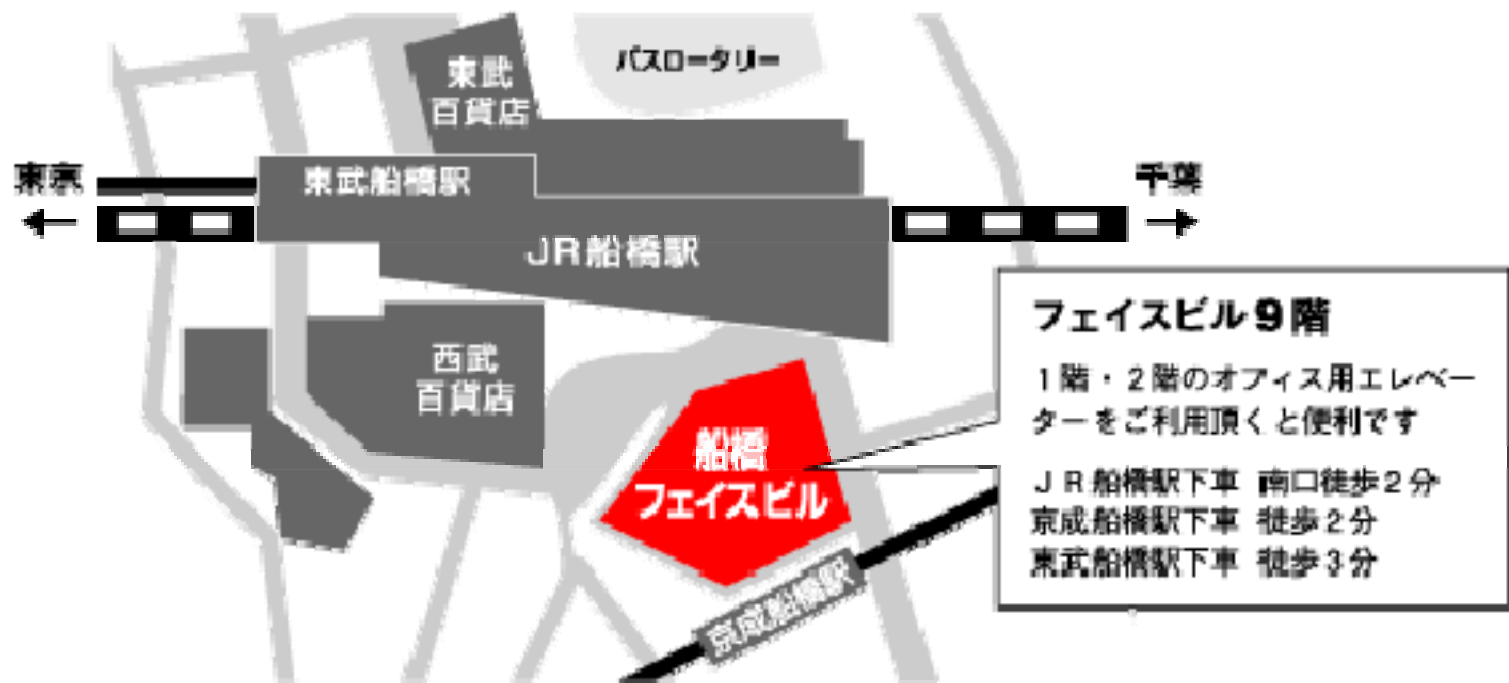 東武
百貨店
バスロータリー
東京
東武船橋駅
千葉
JR船橋駅
西武
百貨店
船橋
フェイスビル
京成船橋駅
フェイスビル9階
1階・2階のオフィス用エレベー
ターをご利用頂くと便利です
JR船橋駅下車 南口徒歩2分
京成船橋駅下車 徒歩2分
東武船橋駅下車 徒歩3分